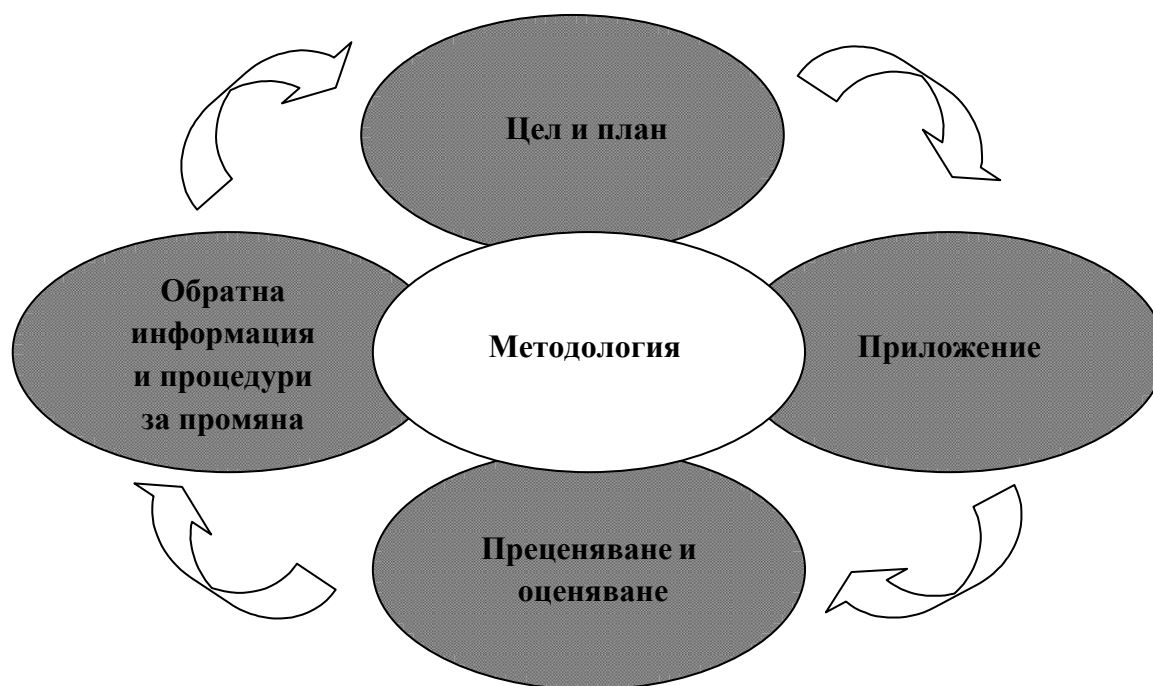 Цел и план
Обратна
информация
и процедури
за промяна
Методология
Приложение
Преценяване и
оценяване